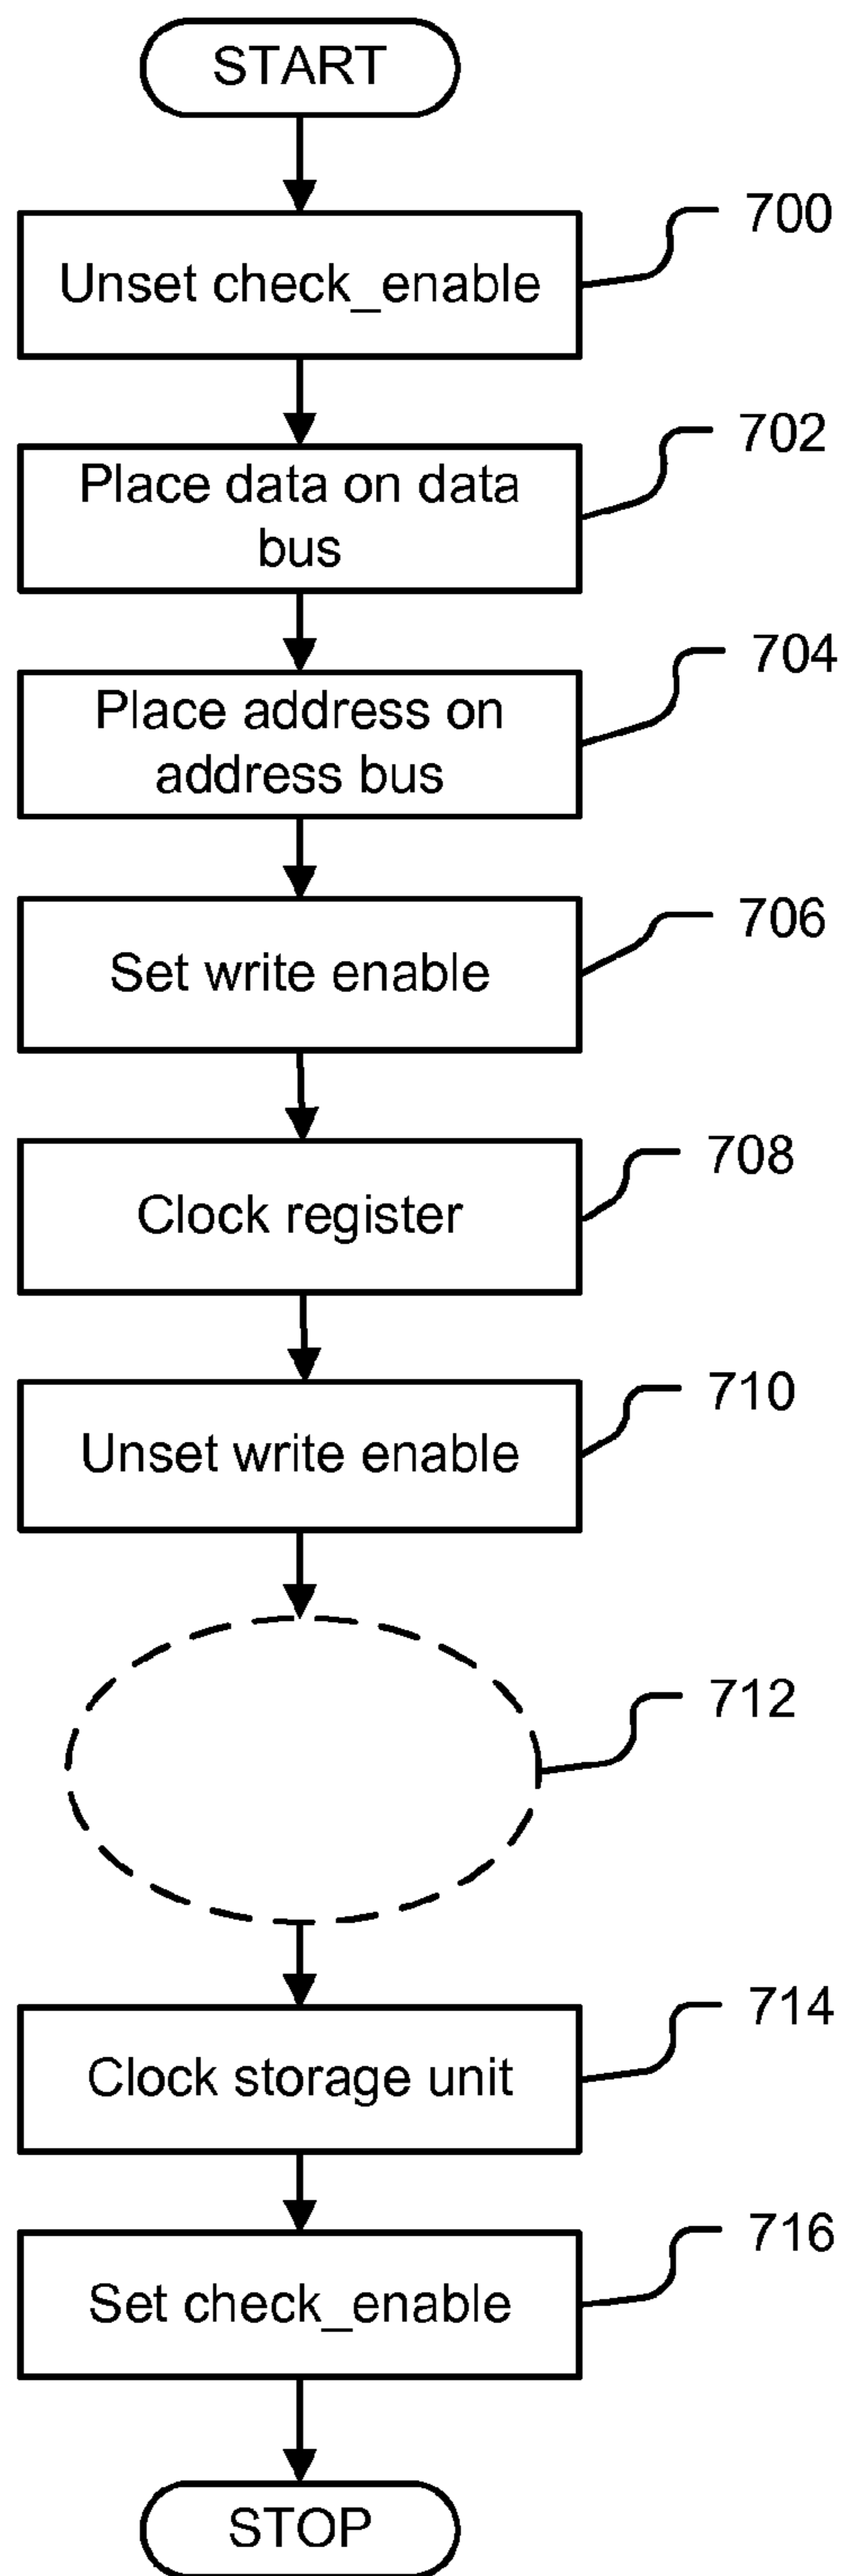 START
700
Unset check_enable
702
Place data on data
bus
704
Place address on
address bus
706
Set write enable
708
Clock register
710
Unset write enable
712
714
Clock storage unit
716
Set check_enable
STOP